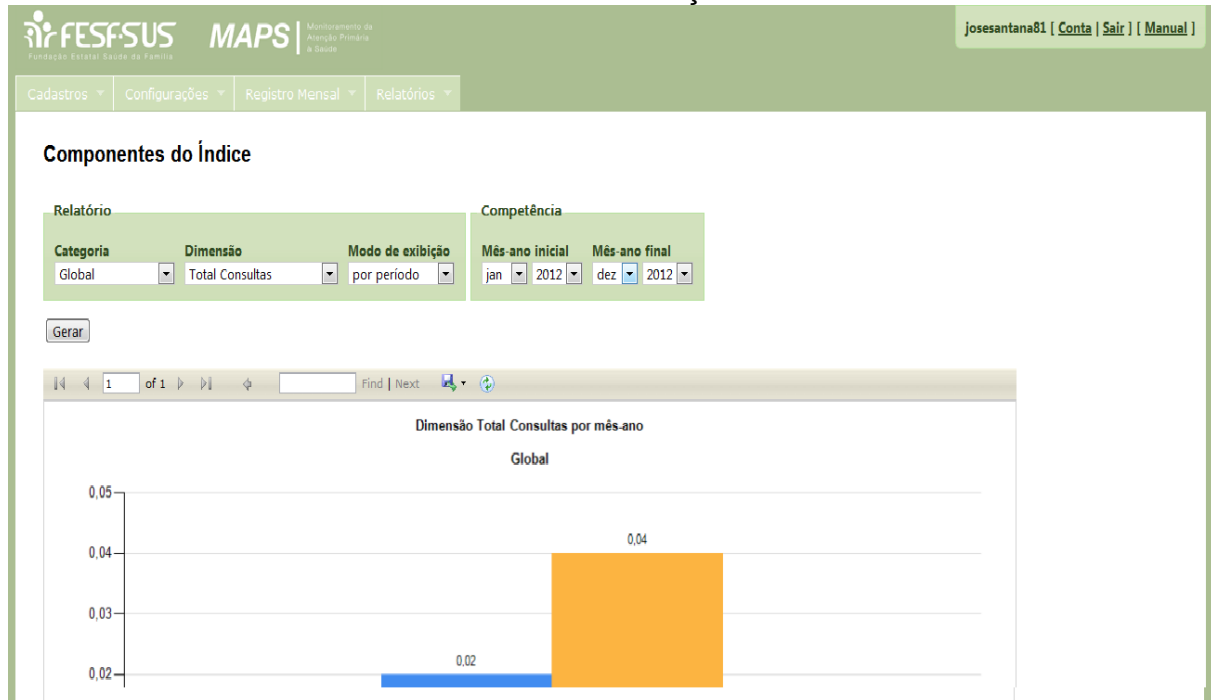 FESF-SUS
Fundação Estatal Saúde da Família
MAPS
Monitoramento da
Atenção Primária
à Saúde
josesantana81 [ Conta | Sair ] [ Manual ]
Cadastros Configurações Registro Mensal Relatórios
Componentes do Índice
Relatório
Categoria Dimensão Modo de exibição
Global Total Consultas por período
Competência
Mês-ano inicial Mês-ano final
jan 2012 dez 2012
Gerar
1 of 1 Find | Next
Dimensão Total Consultas por mês-ano
Global
0,05
0,04
0,04
0,03
0,02
0,02